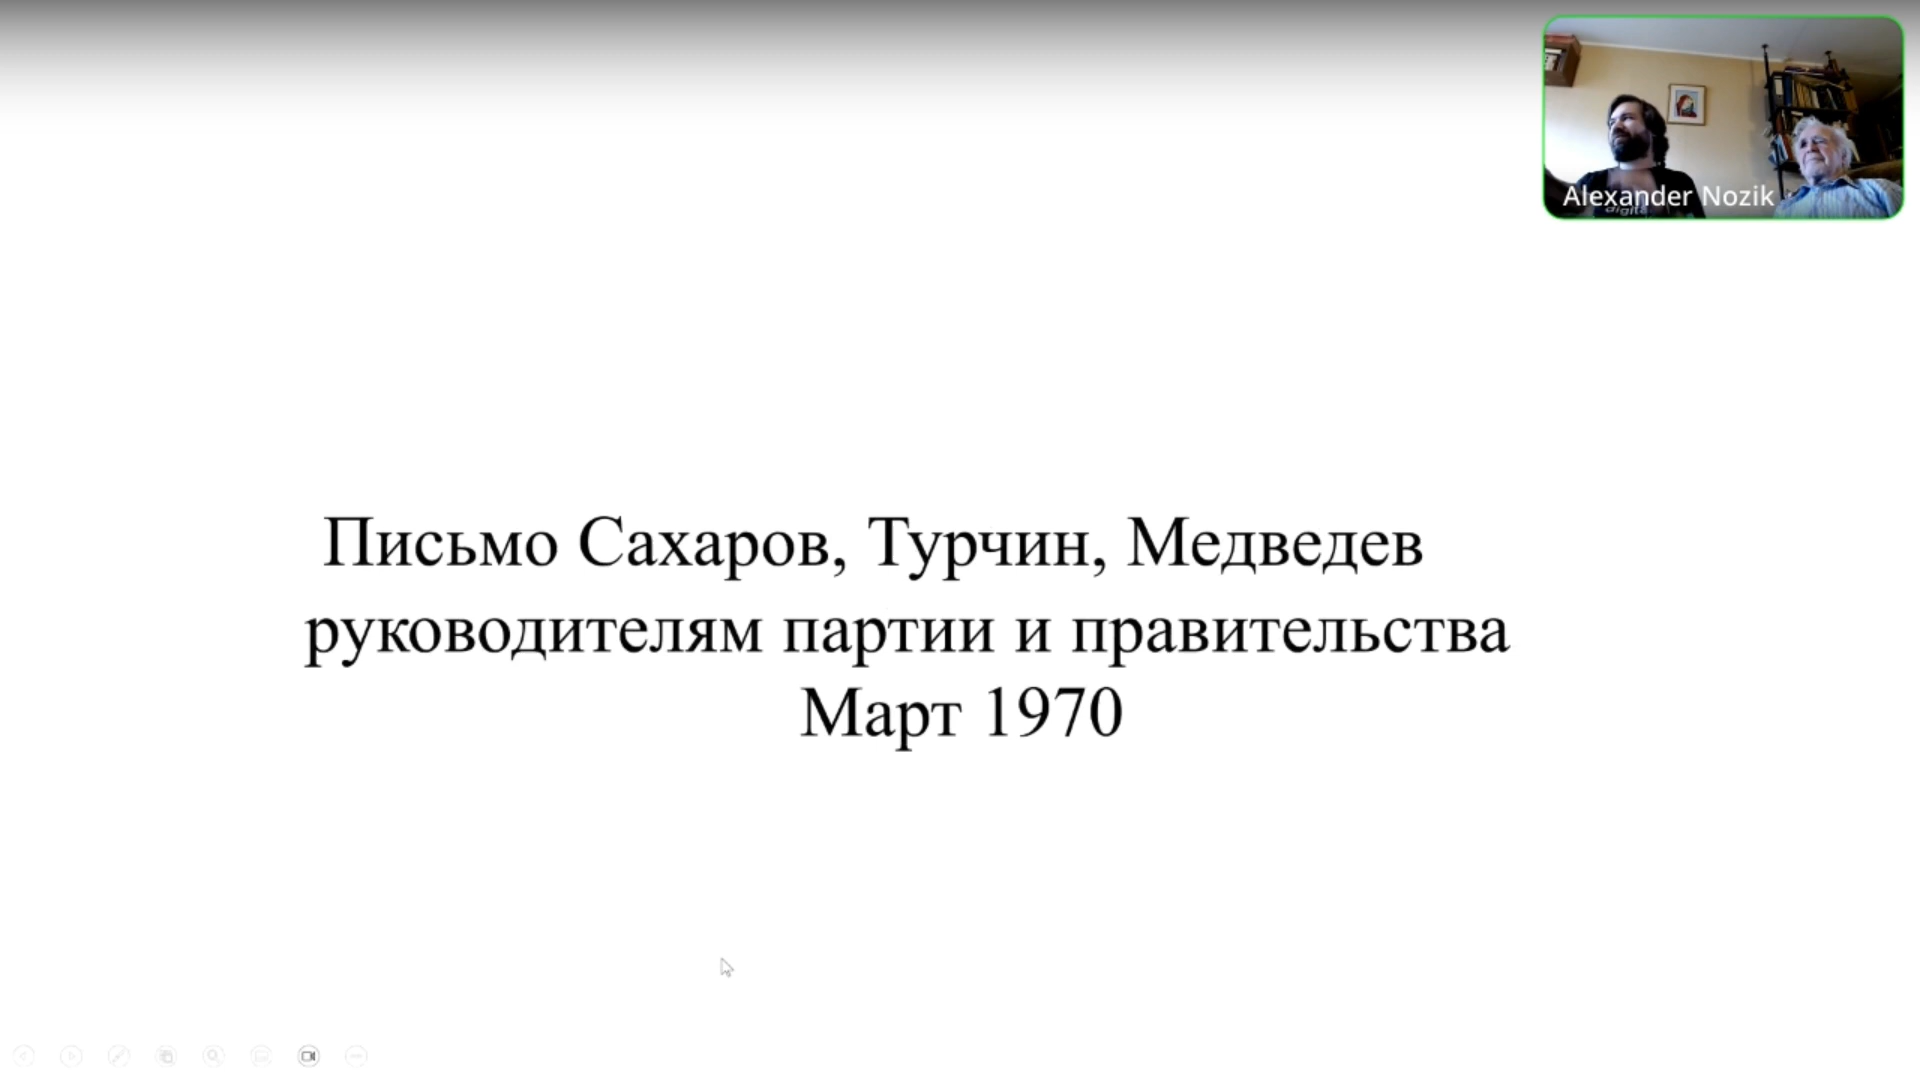 Alexander Nozik
Письмо Сахаров, Турчин, Медведев
руководителям партии и правительства
Март 1970